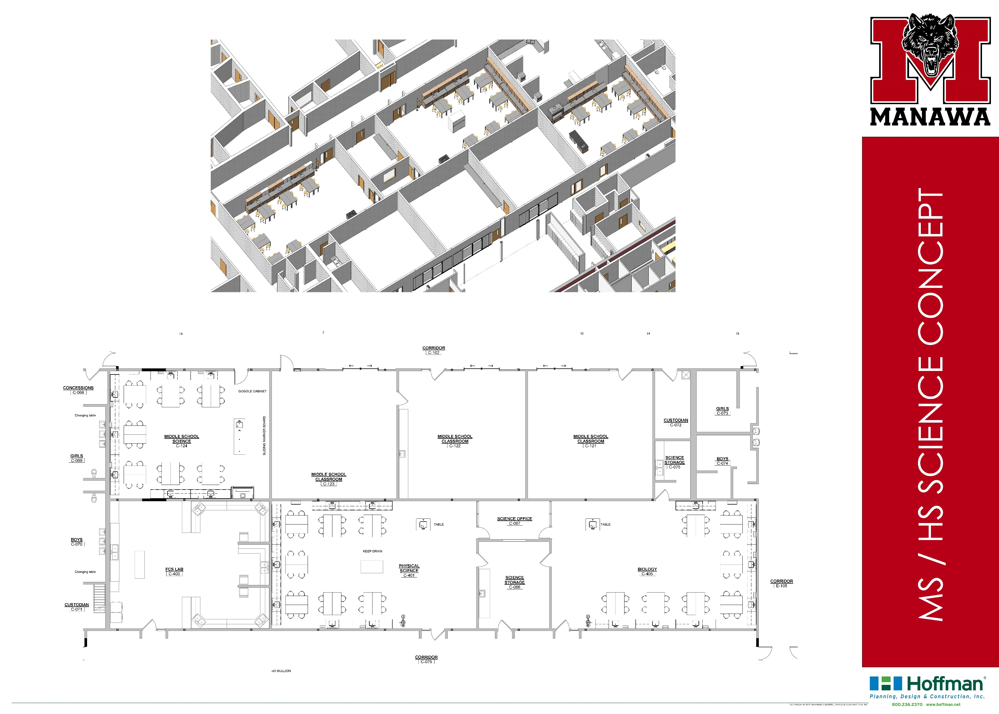 MANAWA
MS / HS SCIENCE CONCEPT
14
7
10
14
19
CORRIDOR
C-102
CONCESSIONS
C-068
GOGGLE CABINET
Changing table
SLIDING MARKER BOARD
GIRLS
C-073
CUSTODIAN
C-072
MIDDLE SCHOOL
SCIENCE
C-124
MIDDLE SCHOOL
CLASSROOM
C-122
MIDDLE SCHOOL
CLASSROOM
C-121
GIRLS
C-069
SCIENCE
STORAGE
C-075
BOYS
C-074
MIDDLE SCHOOL
CLASSROOM
C-123
SCIENCE OFFICE
C-067
TABLE
TABLE
BOYS
C-070
KEEP DRAIN
Changing table
FCS LAB
C-400
PHYSICAL
SCIENCE
C-401
SCIENCE
STORAGE
C-066
BIOLOGY
C-405
CORRIDOR
E-105
CUSTODIAN
C-071
CORRIDOR
C-076
nO MULLION
Hoffman®
Planning, Design & Construction, Inc.
800.236.2370 www.hoffman.net